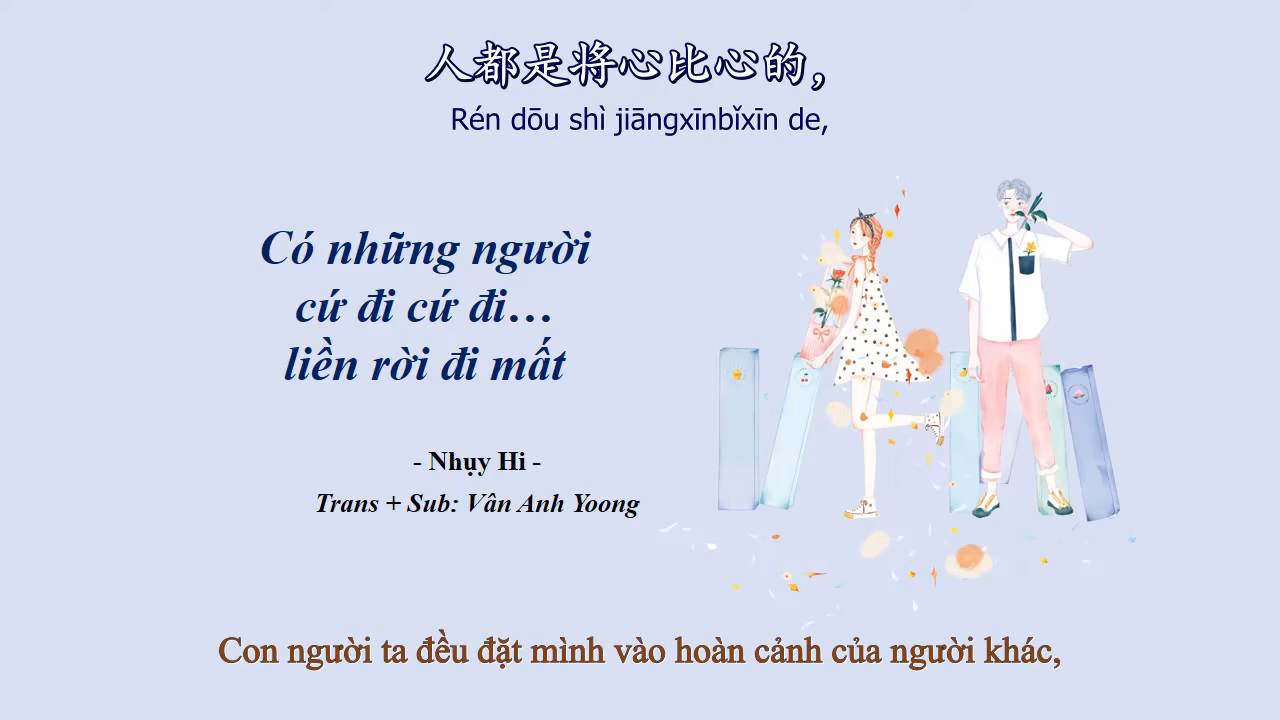 人都是将心比心的，
Rén dōu shì jiāngxīnbǐxīn de,
Có những người
cứ đi cứ đi…
liền rời đi mất
- Nhụy Hi -
Trans + Sub: Vân Anh Yoong
Con người ta đều đặt mình vào hoàn cảnh của người khác,